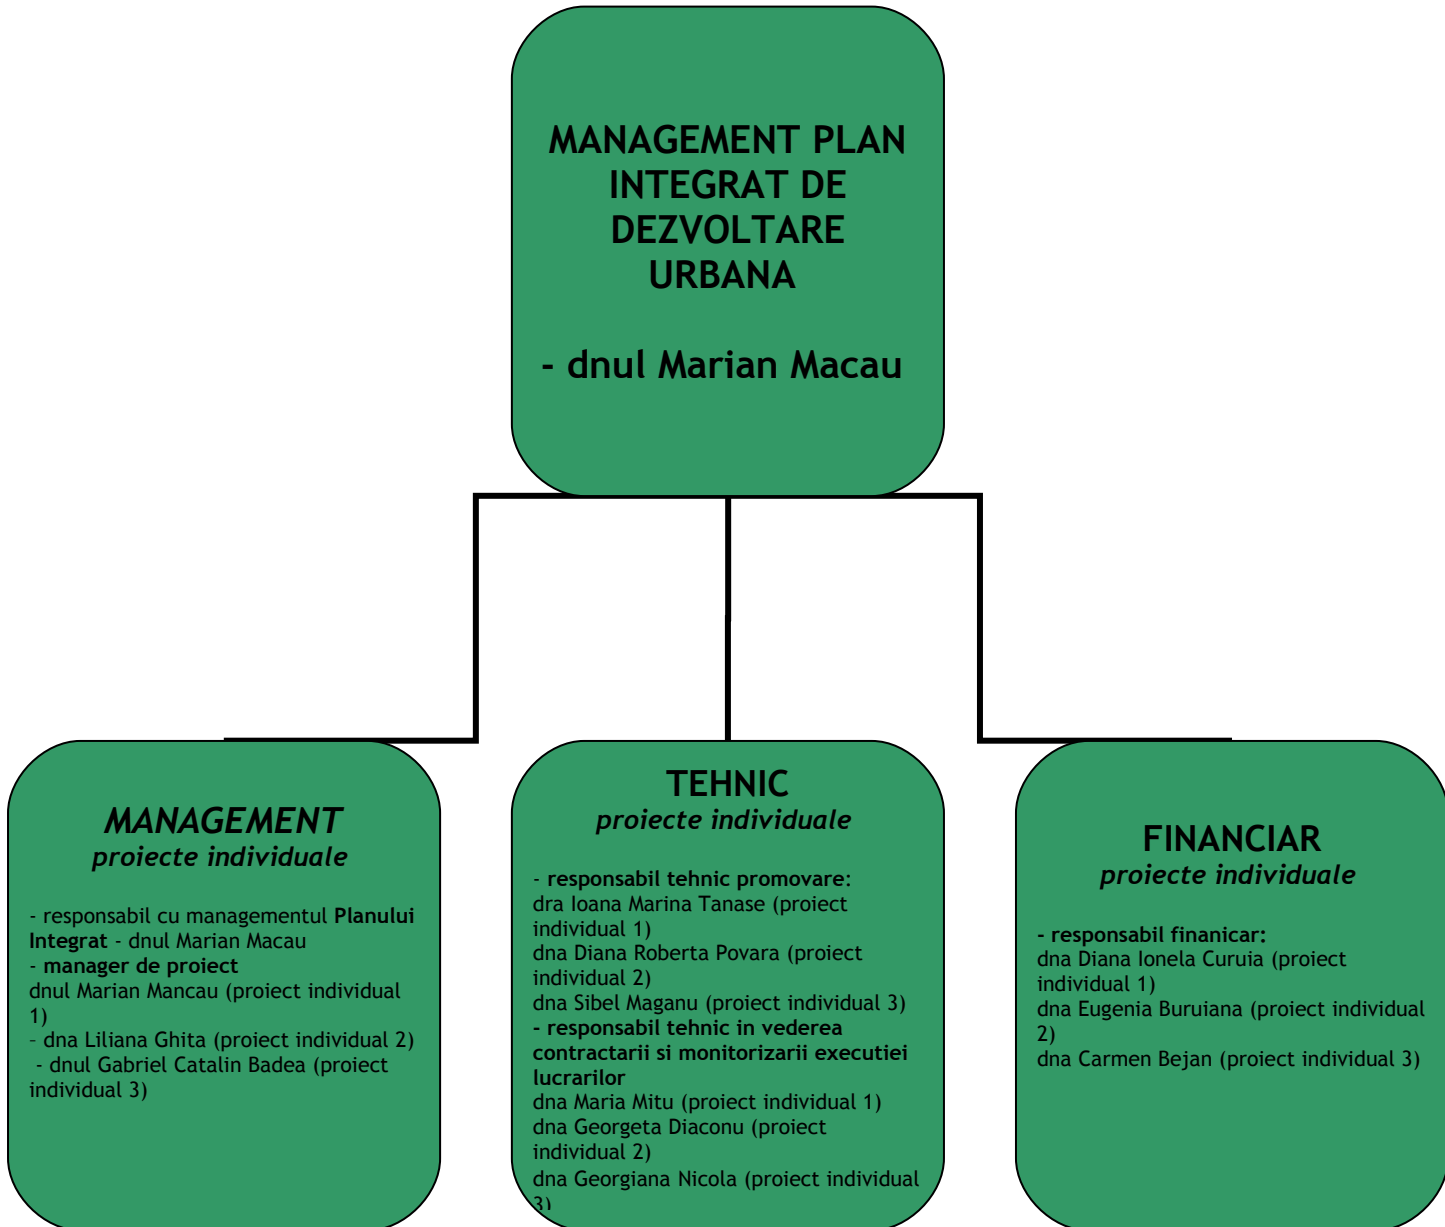 MANAGEMENT PLAN
INTEGRAT DE
DEZVOLTARE
URBANA
- dnul Marian Macau
MANAGEMENT
proiecte individuale
- responsabil cu managementul Planului
Integrat - dnul Marian Macau
- manager de proiect
dnul Marian Mancau (proiect individual
1)
- dna Liliana Ghita (proiect individual 2)
- dnul Gabriel Catalin Badea (proiect
individual 3)
TEHNIC
proiecte individuale
- responsabil tehnic promovare:
dra Ioana Marina Tanase (proiect
individual 1)
dna Diana Roberta Povara (proiect
individual 2)
dna Sibel Maganu (proiect individual 3)
- responsabil tehnic in vederea
contractarii si monitorizarii executiei
lucrarilor
dna Maria Mitu (proiect individual 1)
dna Georgeta Diaconu (proiect
individual 2)
dna Georgiana Nicola (proiect individual
3)
FINANCIAR
proiecte individuale
- responsabil finanicar:
dna Diana Ionela Curuia (proiect
individual 1)
dna Eugenia Buruiana (proiect individual
2)
dna Carmen Bejan (proiect individual 3)